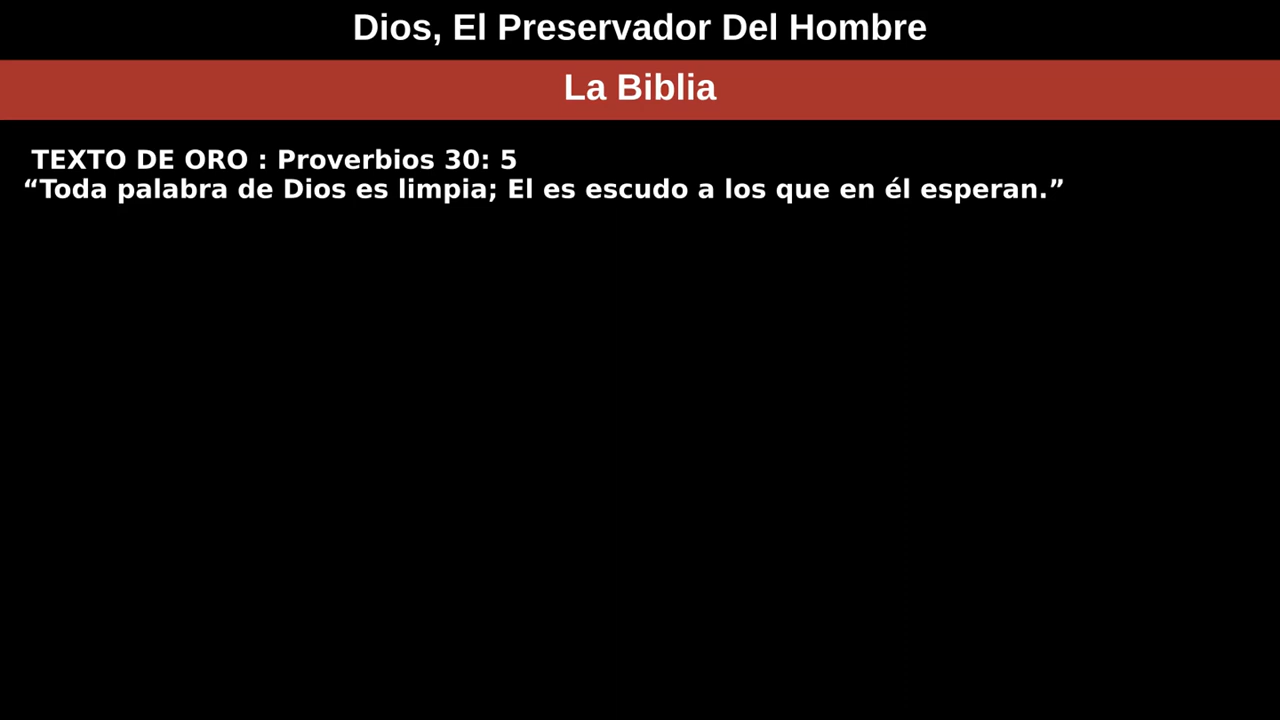 Dios, El Preservador Del Hombre
La Biblia
TEXTO DE ORO : Proverbios 30: 5
“Toda palabra de Dios es limpia; El es escudo a los que en él esperan.”